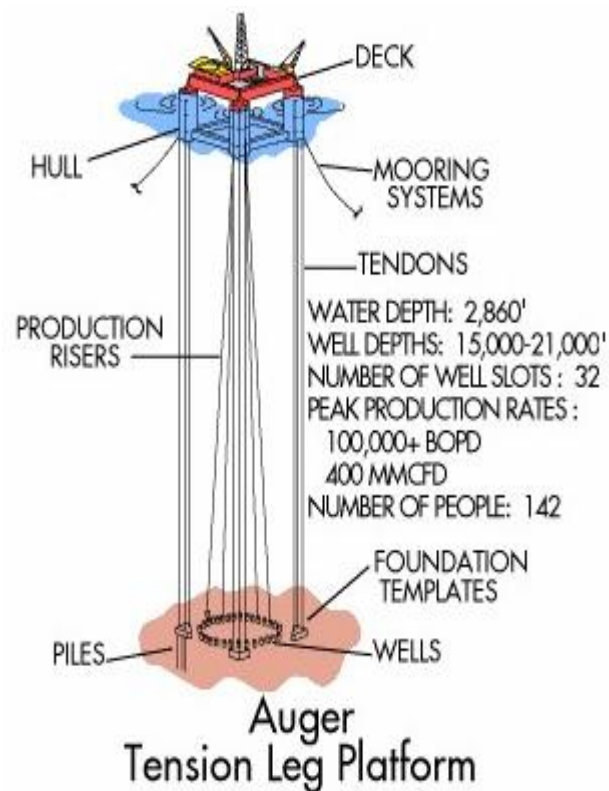 DECK
HULL
MOORING
SYSTEMS
TENDONS
PRODUCTION
RISERS
WATER DEPTH: 2,860'
WELL DEPTHS: 15,000-21,000'
NUMBER OF WELL SLOTS : 32
PEAK PRODUCTION RATES :
100,000+ BOPD
400 MMCFD
NUMBER OF PEOPLE: 142
FOUNDATION
TEMPLATES
PILES
WELLS
Auger
Tension Leg Platform